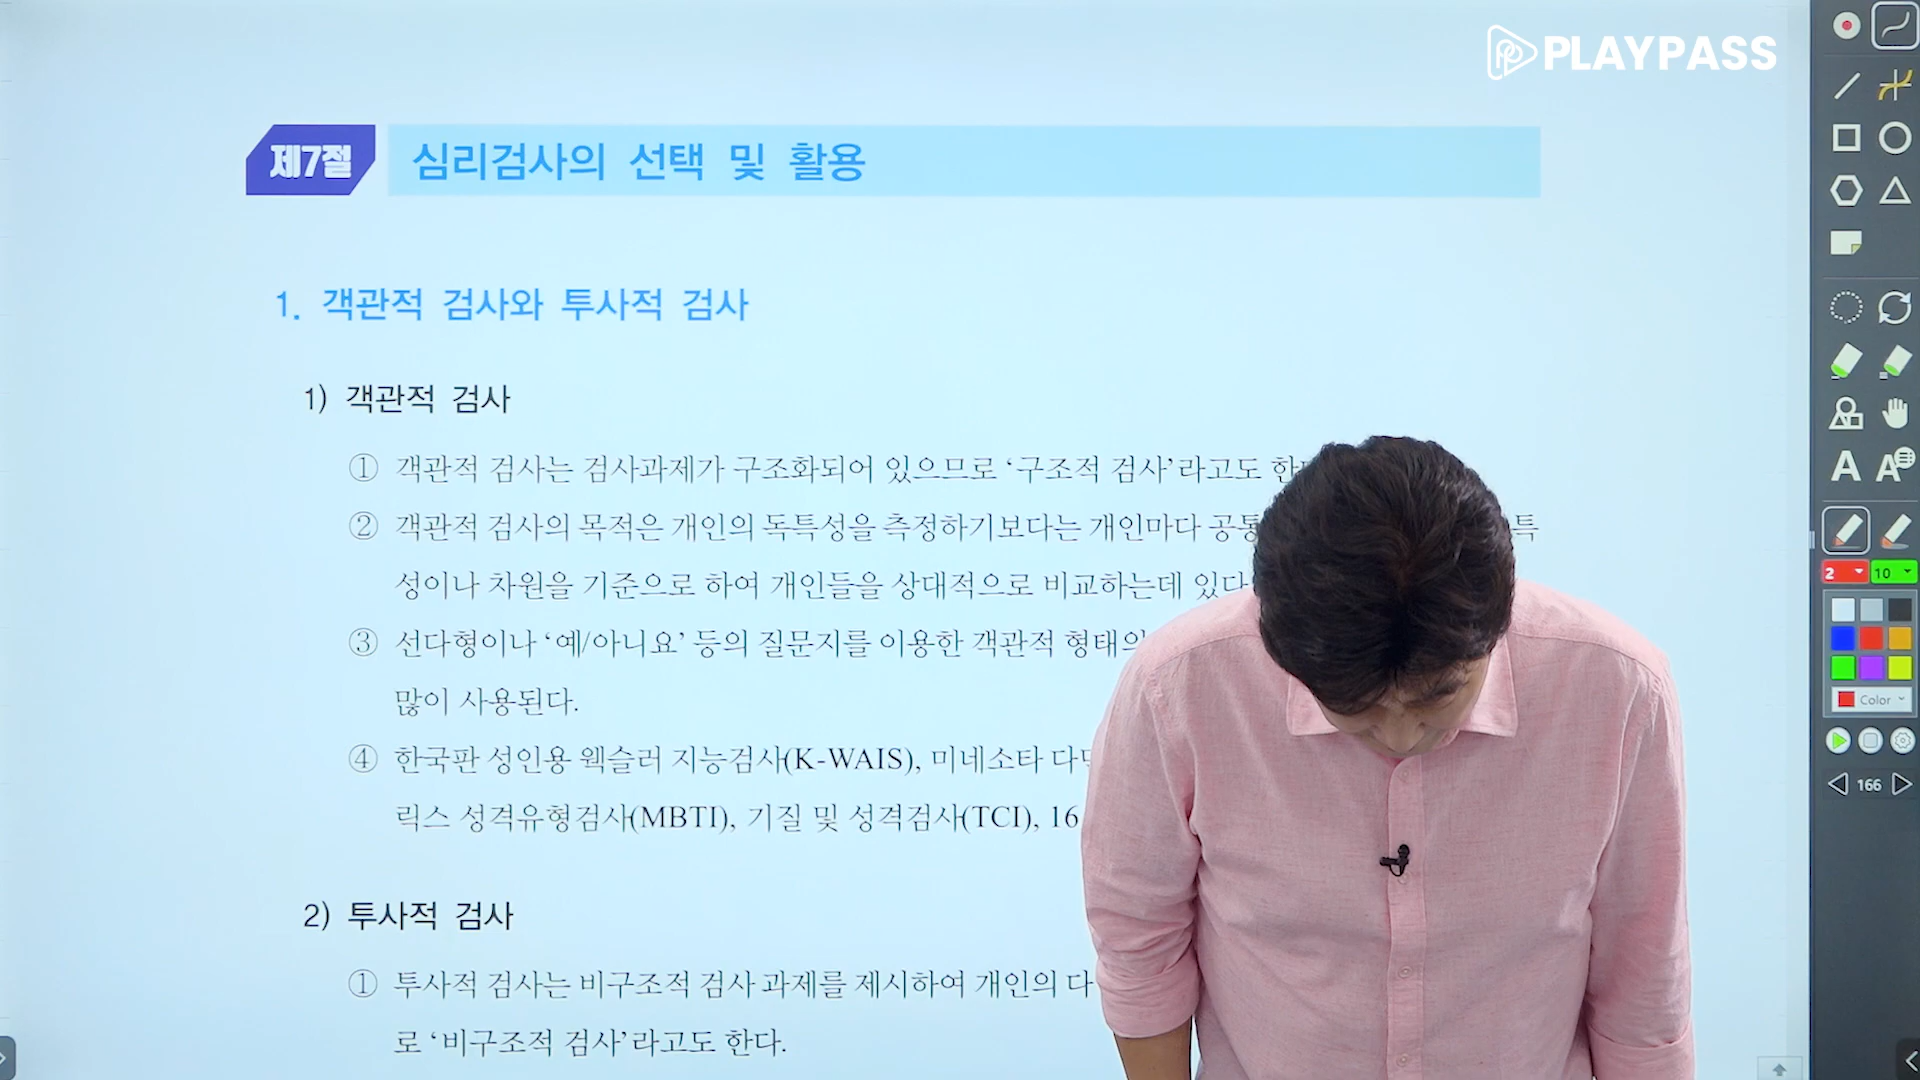 PLAYPASS
제7절 심리검사의 선택 및 활용
1. 객관적 검사와 투사적 검사
1) 객관적 검사
① 객관적 검사는 검사과제가 구조화되어 있으므로 ‘구조적 검사’라고도
② 객관적 검사의 목적은 개인의 독특성을 측정하기보다는 개인마다 특
성이나 차원을 기준으로 하여 개인들을 상대적으로 비교하는데 있다
③ 선다형이나 ‘예/아니요’ 등의 질문지를 이용한 객관적 형태의
많이 사용된다.
④ 한국판 성인용 웩슬러 지능검사(K-WAIS), 미네소타
릭스 성격유형검사(MBTI), 기질 및 성격검사(TCI), 16
2) 투사적 검사
① 투사적 검사는 비구조적 검사 과제를 제시하여 개인의 다
로 ‘비구조적 검사’라고도 한다.
A A
2 10
Color
166